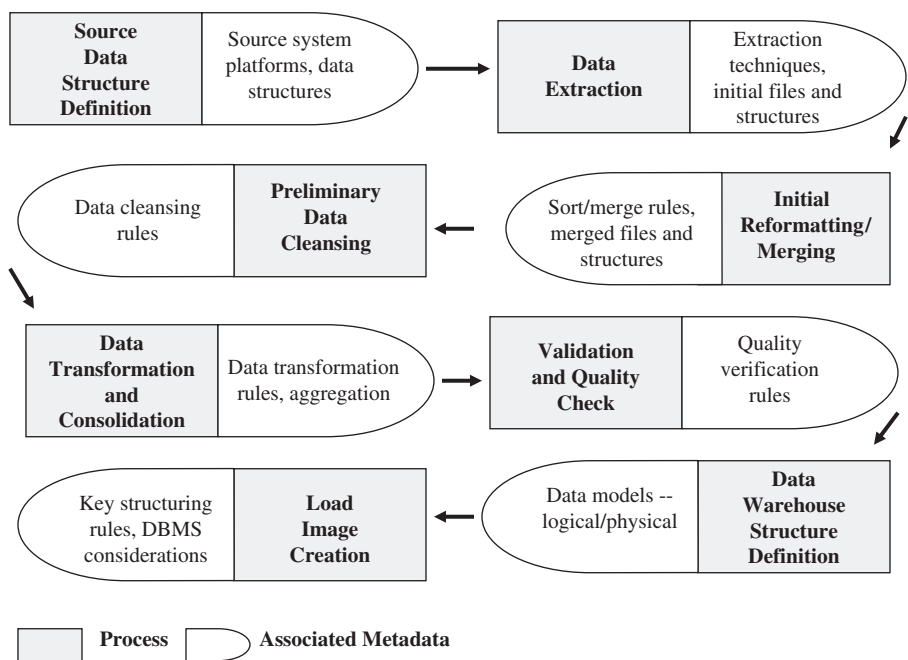 Source
Data
Structure
Definition
Source system
platforms, data
structures
Data
Extraction
Extraction
techniques,
initial files and
structures
Initial
Reformatting/
Merging
Sort/merge rules,
merged files and
structures
Preliminary
Data
Cleansing
Data cleansing
rules
Data
Transformation
and
Consolidation
Data transformation
rules, aggregation
Validation
and Quality
Check
Quality
verification
rules
Data
Warehouse
Structure
Definition
Data models --
logical/physical
Load
Image
Creation
Key structuring
rules, DBMS
considerations
Process
Associated Metadata